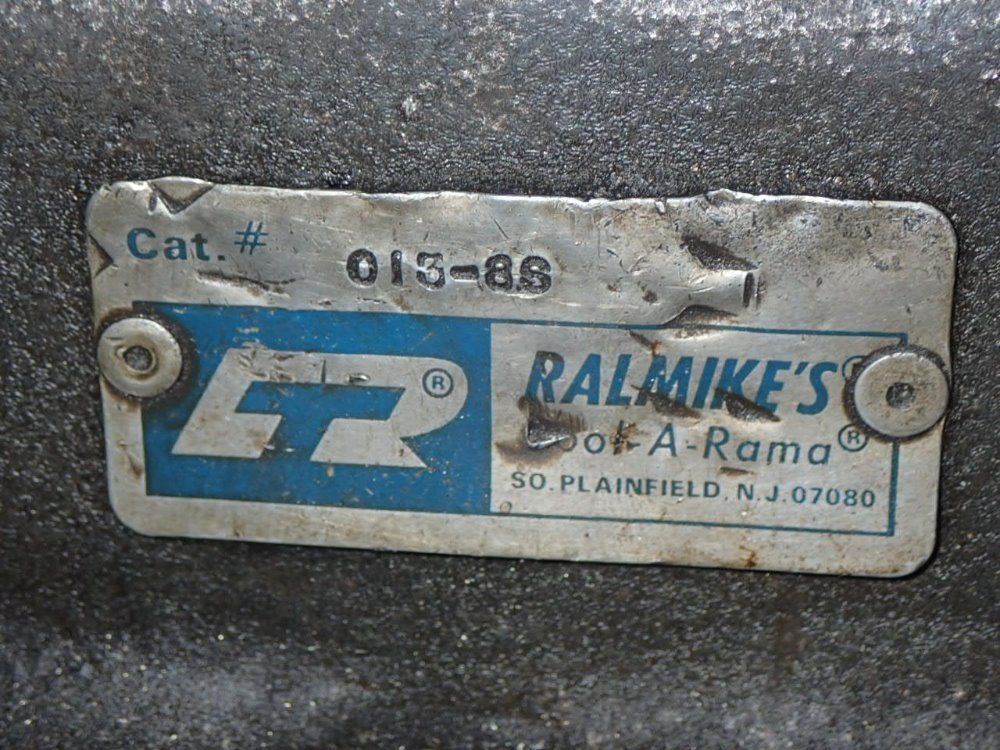 Cat. # 013-8S
RALMIKE'S®
Tool-A-Rama®
SO. PLAINFIELD, N.J. 07080